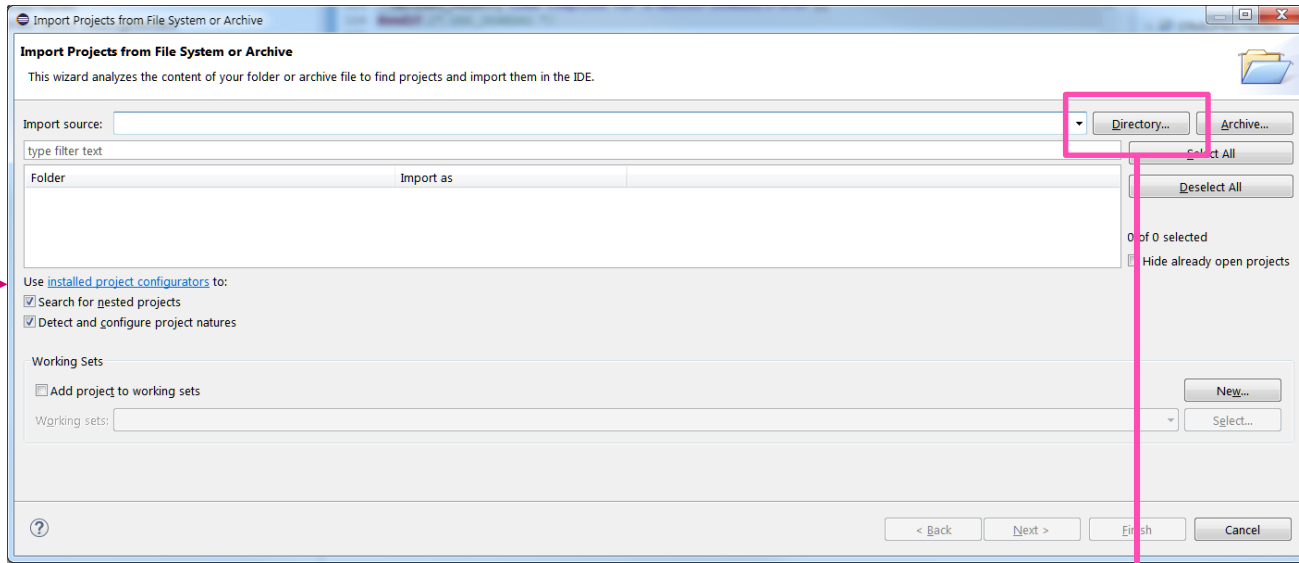 Import Projects from File System or Archive
Import Projects from File System or Archive
This wizard analyzes the content of your folder or archive file to find projects and import them in the IDE.
Import source: Directory... Archive...
type filter text Select All
Folder Import as
Deselect All
0 of 0 selected
Hide already open projects
Use installed project configurators to:
Search for nested projects
Detect and configure project natures
Working Sets
Add project to working sets New...
Working sets: Select...
? < Back Next > Finish Cancel